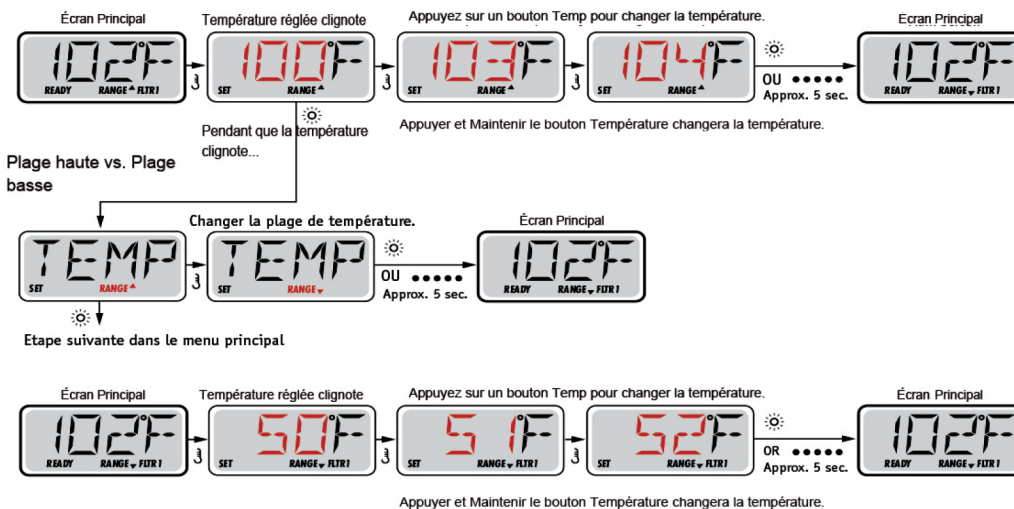 Écran Principal
Température réglée clignote
Appuyez sur un bouton Temp pour changer la température.
Écran Principal
102°F
READY RANGE FLTR1
100°F
SET RANGE
103°F
SET RANGE
104°F
SET RANGE
OU
Approx. 5 sec.
102°F
READY RANGE FLTR1
Pendant que la température
clignote...
Appuyer et Maintenir le bouton Température changera la température.
Plage haute vs. Plage
basse
Changer la plage de température.
Écran Principal
TEMP
SET RANGE
TEMP
SET RANGE
OU
Approx. 5 sec.
102°F
READY RANGE FLTR1
Etape suivante dans le menu principal
Écran Principal
Température réglée clignote
Appuyez sur un bouton Temp pour changer la température.
Écran Principal
102°F
READY RANGE FLTR1
50°F
SET RANGE FLTR1
51°F
SET RANGE FLTR1
52°F
SET RANGE FLTR1
OR
Approx. 5 sec.
102°F
READY RANGE FLTR1
Appuyer et Maintenir le bouton Température changera la température.